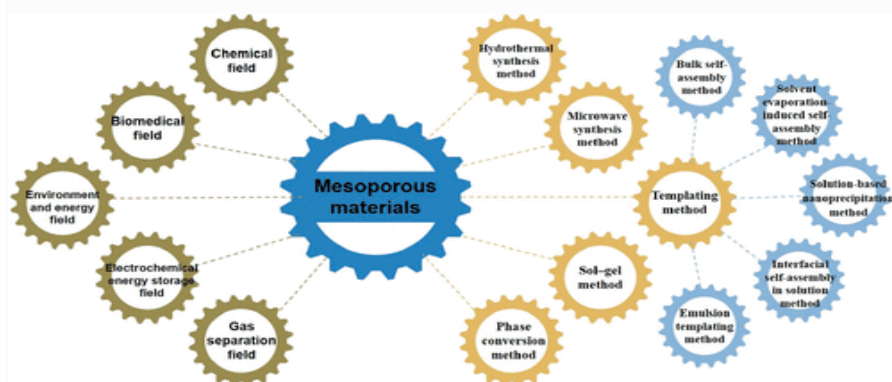 Chemical
field
Biomedical
field
Environment
and energy
field
Electrochemical
energy storage
field
Gas
separation
field
Mesoporous
materials
Hydrothermal
synthesis
method
Microwave
synthesis
method
Templating
method
Sol–gel
method
Phase
conversion
method
Bulk self-
assembly
method
Solvent
evaporation-
induced self-
assembly
method
Solution-based
nanoprecipitation
method
Interfacial
self-assembly
in solution
method
Emulsion
templating
method